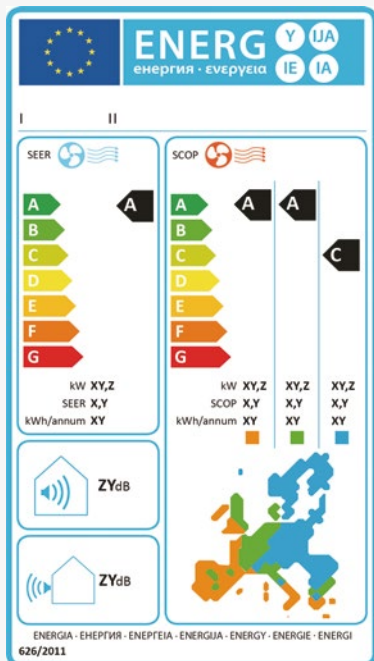 ENERG Y IJA
енергия · ενεργεια IE IA
I II
SEER
A A
B
C
D
E
F
G
kW XY,Z
SEER X,Y
kWh/annum XY
SCOP
A A A
B
C C
D
E
F
G
kW XY,Z XY,Z XY,Z
SCOP X,Y X,Y X,Y
kWh/annum XY XY XY
ZYdB
ZYdB
ENERGIA - ЕНЕРГИЯ - ΕΝΕΡΓΕΙΑ - ENERGIJA - ENERGY - ENERGIE - ENERGI
626/2011